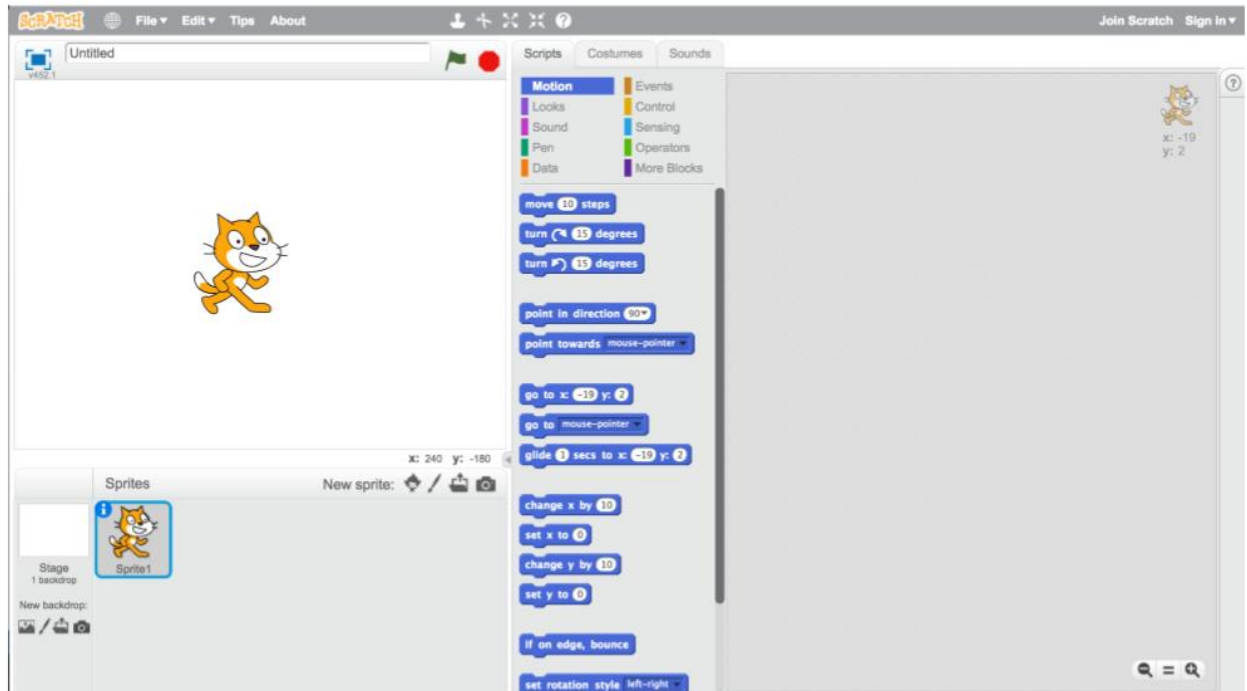 SCRATCH File Edit Tips About Join Scratch Sign in
Untitled
v452.1
Scripts Costumes Sounds
Motion Events
Looks Control
Sound Sensing
Pen Operators
Data More Blocks
x: -19
y: 2
move 10 steps
turn 15 degrees
turn 15 degrees
point in direction 90
point towards mouse-pointer
go to x: -19 y: 2
go to mouse-pointer
glide 1 secs to x: -19 y: 2
change x by 10
set x to 0
change y by 10
set y to 0
if on edge, bounce
set rotation style left-right
x: 240 y: -180
Sprites New sprite:
Stage
1 backdrop
Sprite1
New backdrop: